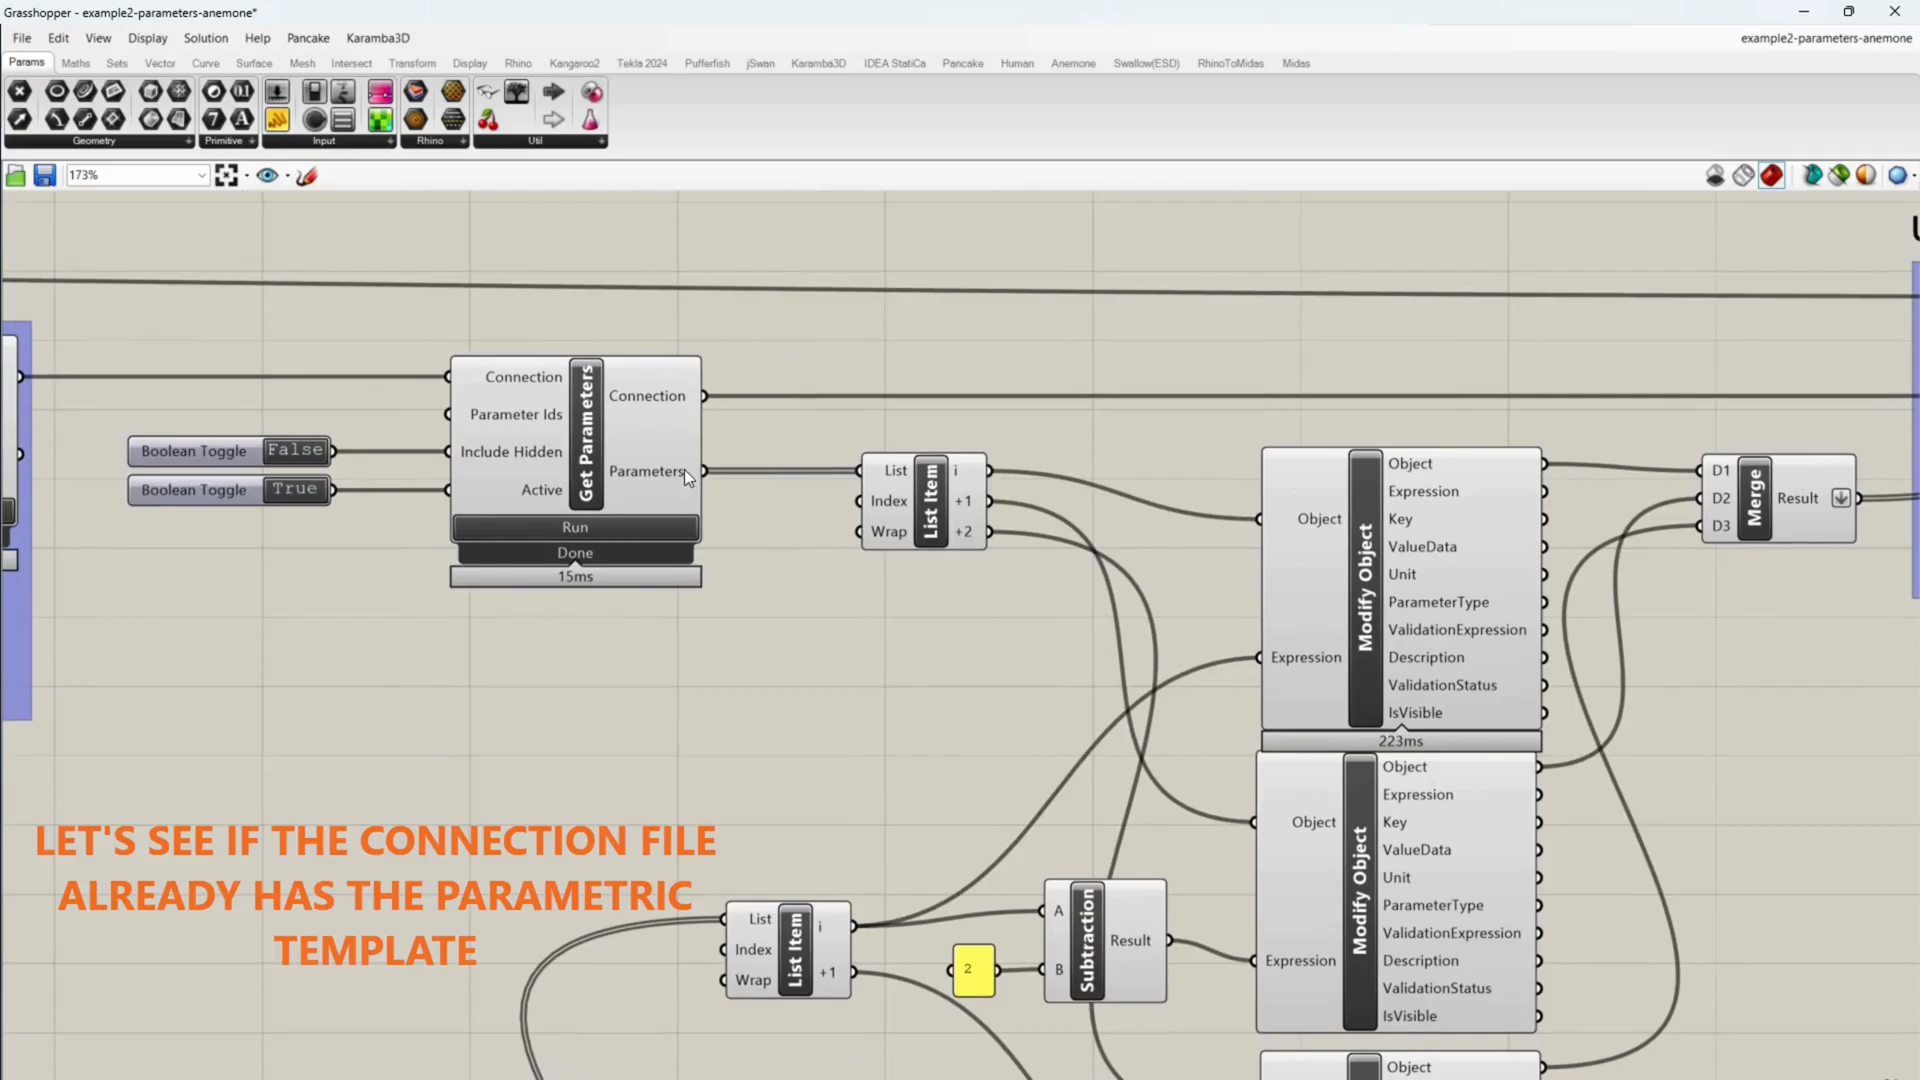 Grasshopper - example2-parameters-anemone*
File Edit View Display Solution Help Pancake Karamba3D
example2-parameters-anemone
Params Maths Sets Vector Curve Surface Mesh Intersect Transform Display Rhino Kangaroo2 Tekla 2024 Pufferfish jSwan Karamba3D IDEA StatiCa Pancake Human Anemone Swallow(ESD) RhinoToMidas Midas
Geometry Primitive Input Rhino Util
173%
Connection
Parameter Ids
Include Hidden
Active
Get Parameters
Connection
Parameters
Run
Done
15ms
Boolean Toggle False
Boolean Toggle True
List
Index
Wrap
List Item
i
+1
+2
Object
Expression
Modify Object
Object
Expression
Key
ValueData
Unit
ParameterType
ValidationExpression
Description
ValidationStatus
IsVisible
223ms
D1
D2
D3
Merge
Result
Object
Expression
Modify Object
Object
Expression
Key
ValueData
Unit
ParameterType
ValidationExpression
Description
ValidationStatus
IsVisible
LET'S SEE IF THE CONNECTION FILE
ALREADY HAS THE PARAMETRIC
TEMPLATE
List
Index
Wrap
List Item
i
+1
2
A
B
Subtraction
Result
Object